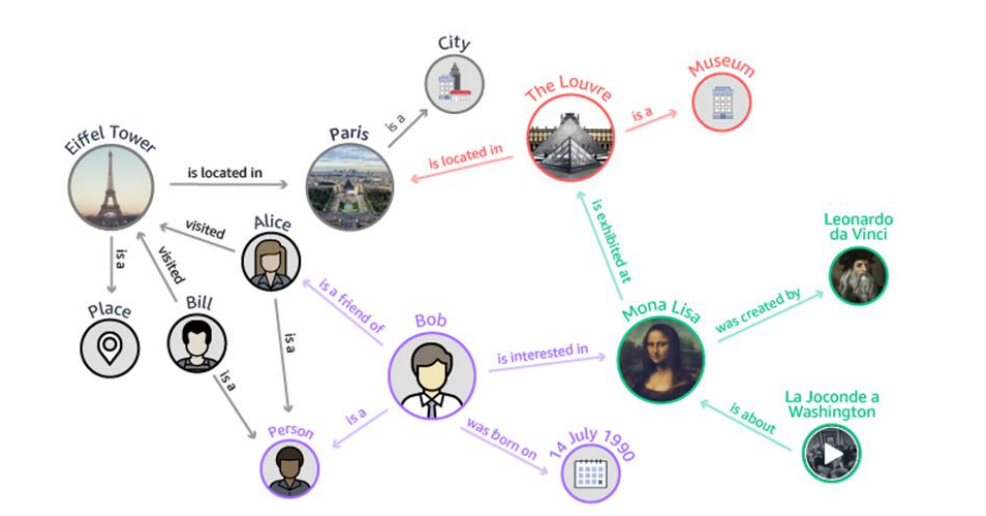 City
Museum
The Louvre
is a
is a
Eiffel Tower
Paris
is located in
is located in
Alice
visited
visited
is exhibited at
Leonardo
da Vinci
is a
Place
Bill
is a friend of
Bob
Mona Lisa
was created by
is a
is interested in
is a
La Joconde a
Washington
is about
is a
Person
was born on
14 July 1990